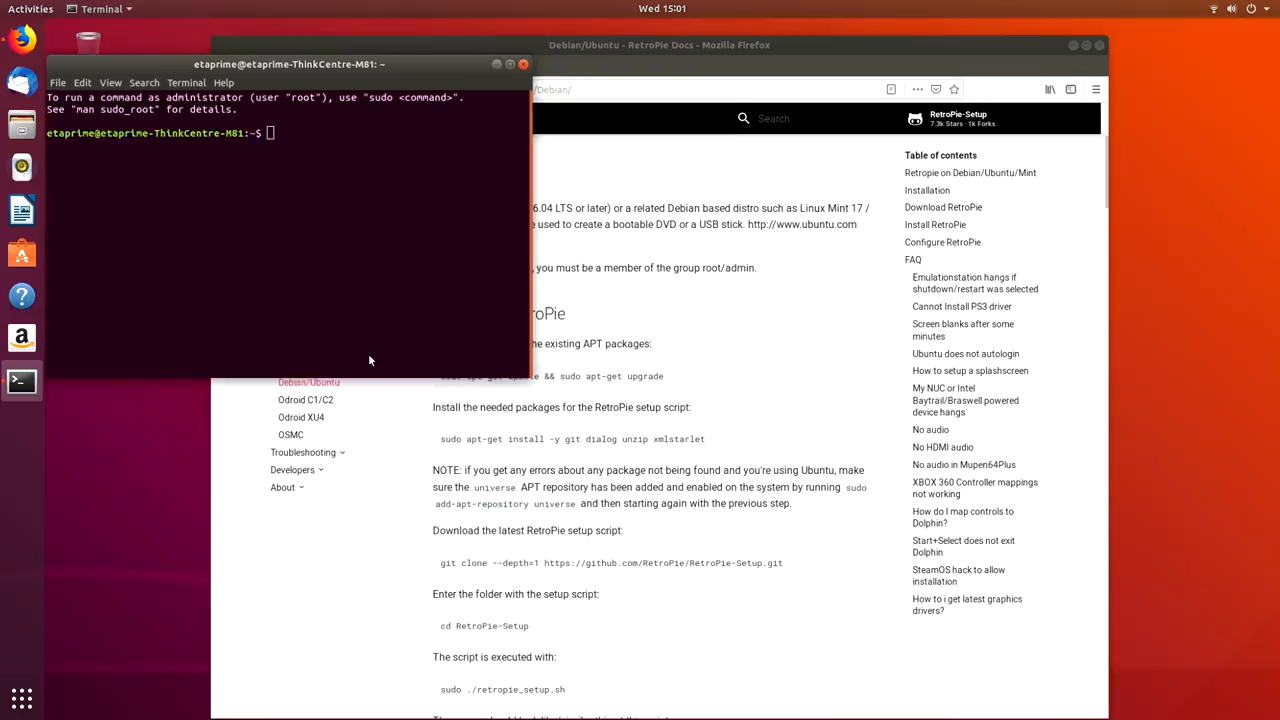 Activities
Terminal
Wed 15:01
Debian/Ubuntu - RetroPie Docs - Mozilla Firefox
etaprime@etaprime-ThinkCentre-M81: ~
File Edit View Search Terminal Help
To run a command as administrator (user "root"), use "sudo <command>".
See "man sudo_root" for details.
etaprime@etaprime-ThinkCentre-M81:~$
/Debian/
Search
RetroPie-Setup
7.3k Stars · 1k Forks
6.04 LTS or later) or a related Debian based distro such as Linux Mint 17 /
e used to create a bootable DVD or a USB stick. http://www.ubuntu.com
, you must be a member of the group root/admin.
roPie
the existing APT packages:
&& sudo apt-get upgrade
Install the needed packages for the RetroPie setup script:
sudo apt-get install -y git dialog unzip xmlstarlet
NOTE: if you get any errors about any package not being found and you're using Ubuntu, make
sure the universe APT repository has been added and enabled on the system by running sudo
add-apt-repository universe and then starting again with the previous step.
Download the latest RetroPie setup script:
git clone --depth=1 https://github.com/RetroPie/RetroPie-Setup.git
Enter the folder with the setup script:
cd RetroPie-Setup
The script is executed with:
sudo ./retropie_setup.sh
Debian/Ubuntu
Odroid C1/C2
Odroid XU4
OSMC
Troubleshooting
Developers
About
Table of contents
Retropie on Debian/Ubuntu/Mint
Installation
Download RetroPie
Install RetroPie
Configure RetroPie
FAQ
Emulationstation hangs if
shutdown/restart was selected
Cannot Install PS3 driver
Screen blanks after some
minutes
Ubuntu does not autologin
How to setup a splashscreen
My NUC or Intel
Baytrail/Braswell powered
device hangs
No audio
No HDMI audio
No audio in Mupen64Plus
XBOX 360 Controller mappings
not working
How do I map controls to
Dolphin?
Start+Select does not exit
Dolphin
SteamOS hack to allow
installation
How to i get latest graphics
drivers?